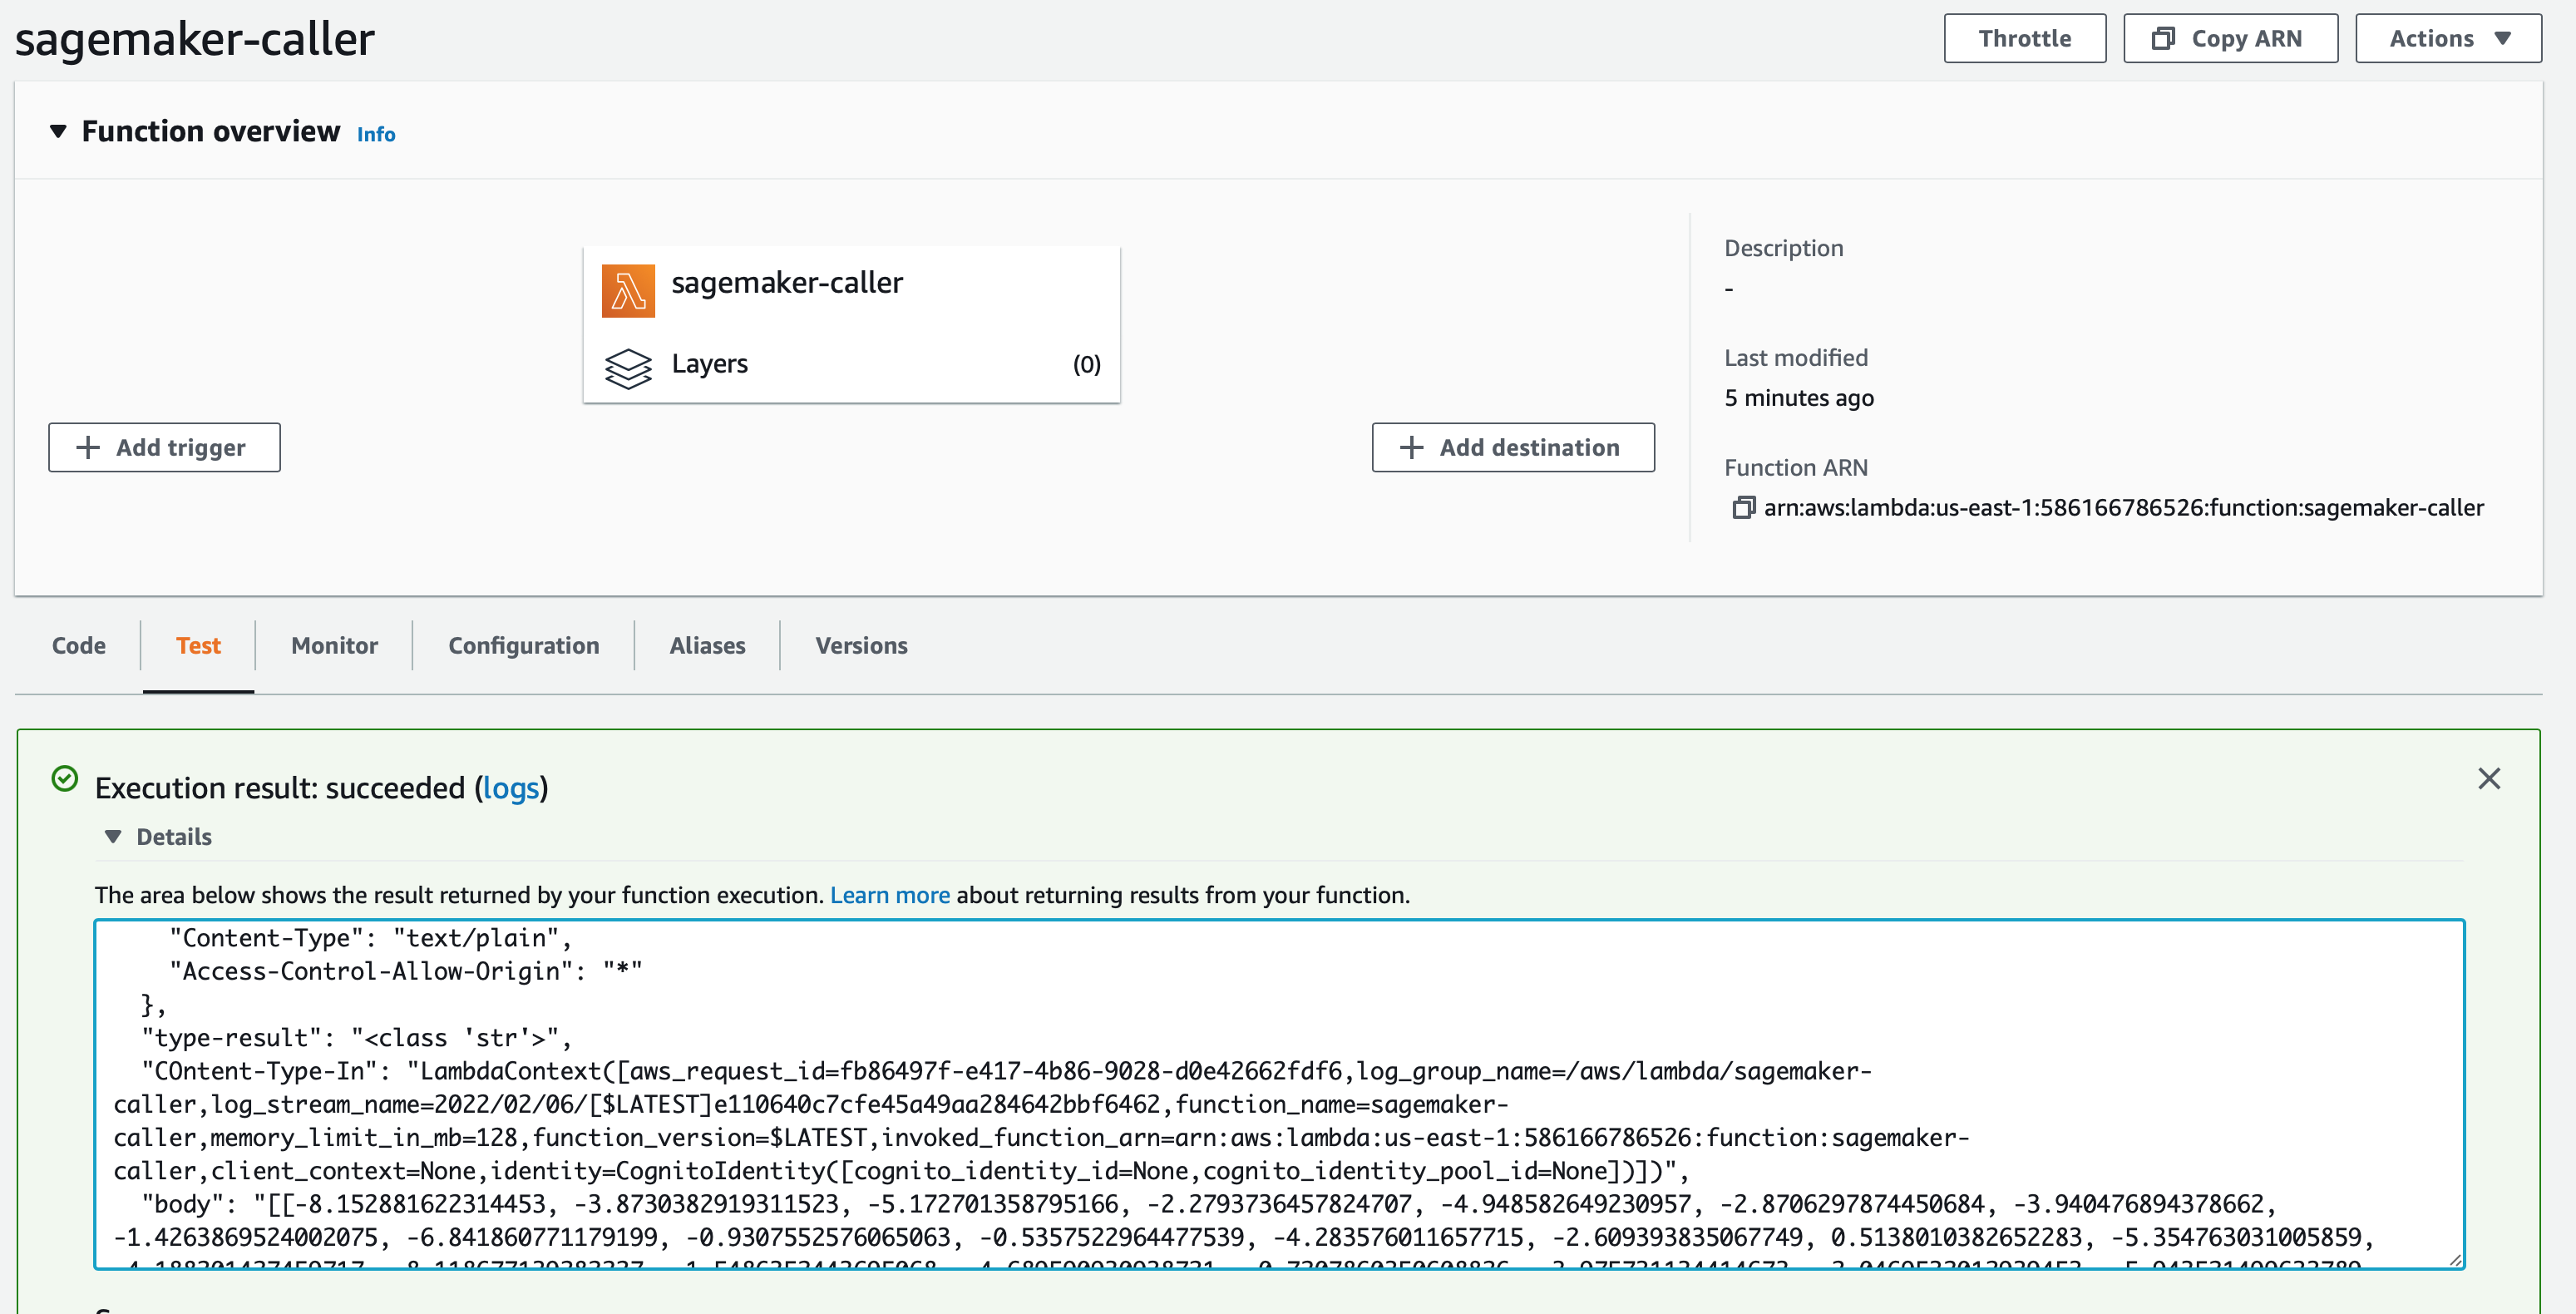 sagemaker-caller
Throttle
Copy ARN
Actions
Function overview Info
sagemaker-caller
Layers (0)
Add trigger
Add destination
Description
-
Last modified
5 minutes ago
Function ARN
arn:aws:lambda:us-east-1:586166786526:function:sagemaker-caller
Code
Test
Monitor
Configuration
Aliases
Versions
Execution result: succeeded (logs)
Details
The area below shows the result returned by your function execution. Learn more about returning results from your function.
"Content-Type": "text/plain",
"Access-Control-Allow-Origin": "*"
},
"type-result": "<class 'str'>",
"COntent-Type-In": "LambdaContext([aws_request_id=fb86497f-e417-4b86-9028-d0e42662fdf6,log_group_name=/aws/lambda/sagemaker-
caller,log_stream_name=2022/02/06/[$LATEST]e110640c7cfe45a49aa284642bbf6462,function_name=sagemaker-
caller,memory_limit_in_mb=128,function_version=$LATEST,invoked_function_arn=arn:aws:lambda:us-east-1:586166786526:function:sagemaker-
caller,client_context=None,identity=CognitoIdentity([cognito_identity_id=None,cognito_identity_pool_id=None])])",
"body": "[[-8.152881622314453, -3.8730382919311523, -5.172701358795166, -2.2793736457824707, -4.948582649230957, -2.8706297874450684, -3.940476894378662,
-1.4263869524002075, -6.841860771179199, -0.9307552576065063, -0.5357522964477539, -4.283576011657715, -2.609393835067749, 0.5138010382652283, -5.354763031005859,